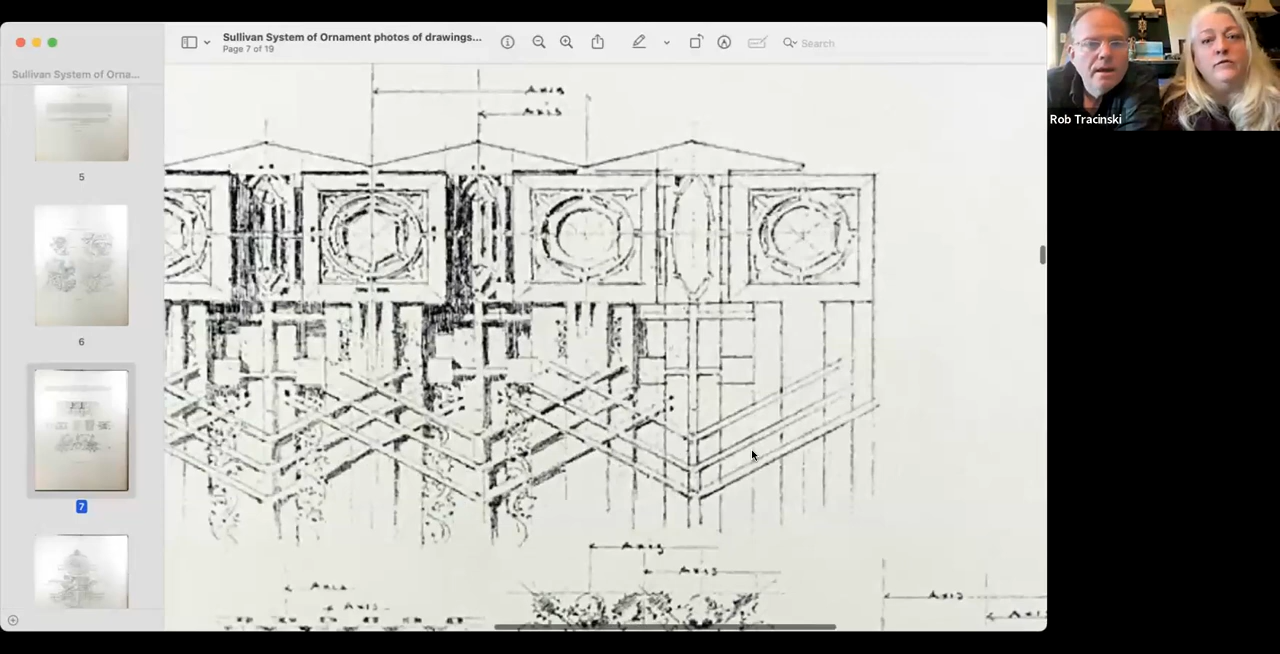 Sullivan System of Ornament photos of drawings...
Page 7 of 19
Search
Sullivan System of Orna...
5
6
7
Axis
Axis
Axis
Axis
Axis
Axis
Axis
Rob Tracinski